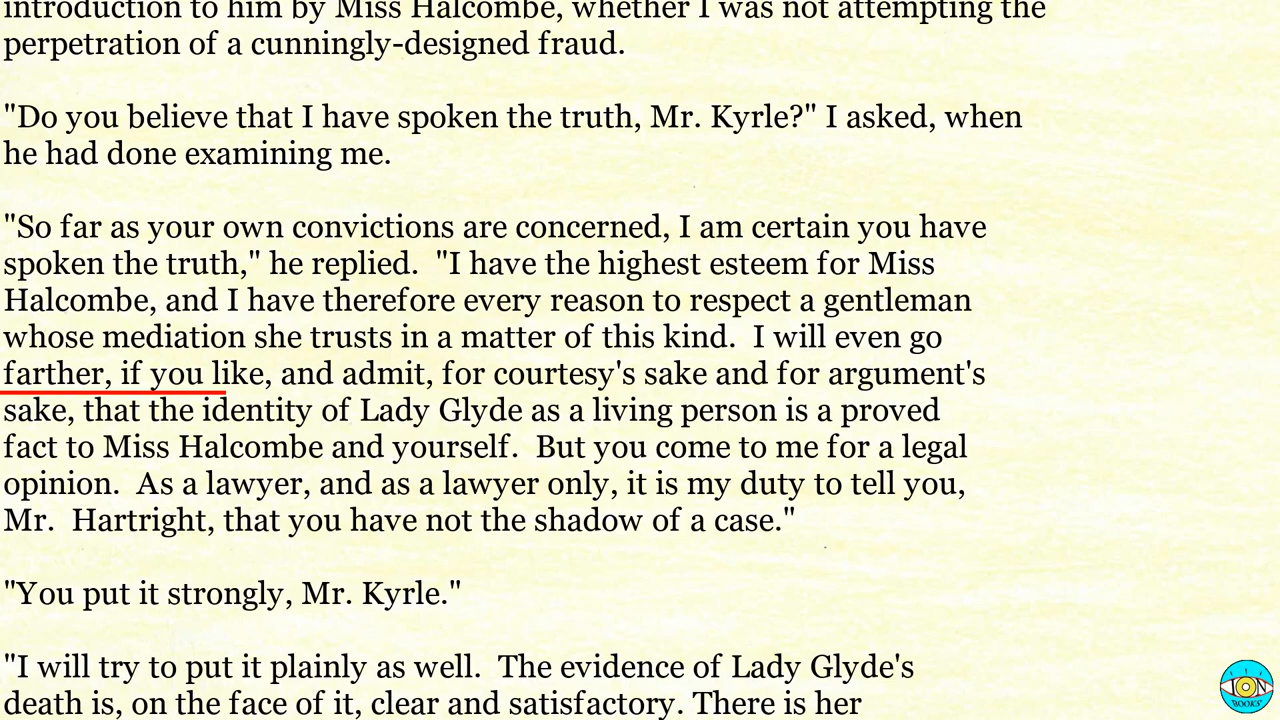 introduction to him by Miss Halcombe, whether I was not attempting the
perpetration of a cunningly-designed fraud.
"Do you believe that I have spoken the truth, Mr. Kyrle?" I asked, when
he had done examining me.
"So far as your own convictions are concerned, I am certain you have
spoken the truth," he replied.  "I have the highest esteem for Miss
Halcombe, and I have therefore every reason to respect a gentleman
whose mediation she trusts in a matter of this kind.  I will even go
farther, if you like, and admit, for courtesy's sake and for argument's
sake, that the identity of Lady Glyde as a living person is a proved
fact to Miss Halcombe and yourself.  But you come to me for a legal
opinion.  As a lawyer, and as a lawyer only, it is my duty to tell you,
Mr.  Hartright, that you have not the shadow of a case."
"You put it strongly, Mr. Kyrle."
"I will try to put it plainly as well.  The evidence of Lady Glyde's
death is, on the face of it, clear and satisfactory. There is her
ION
BOOKS